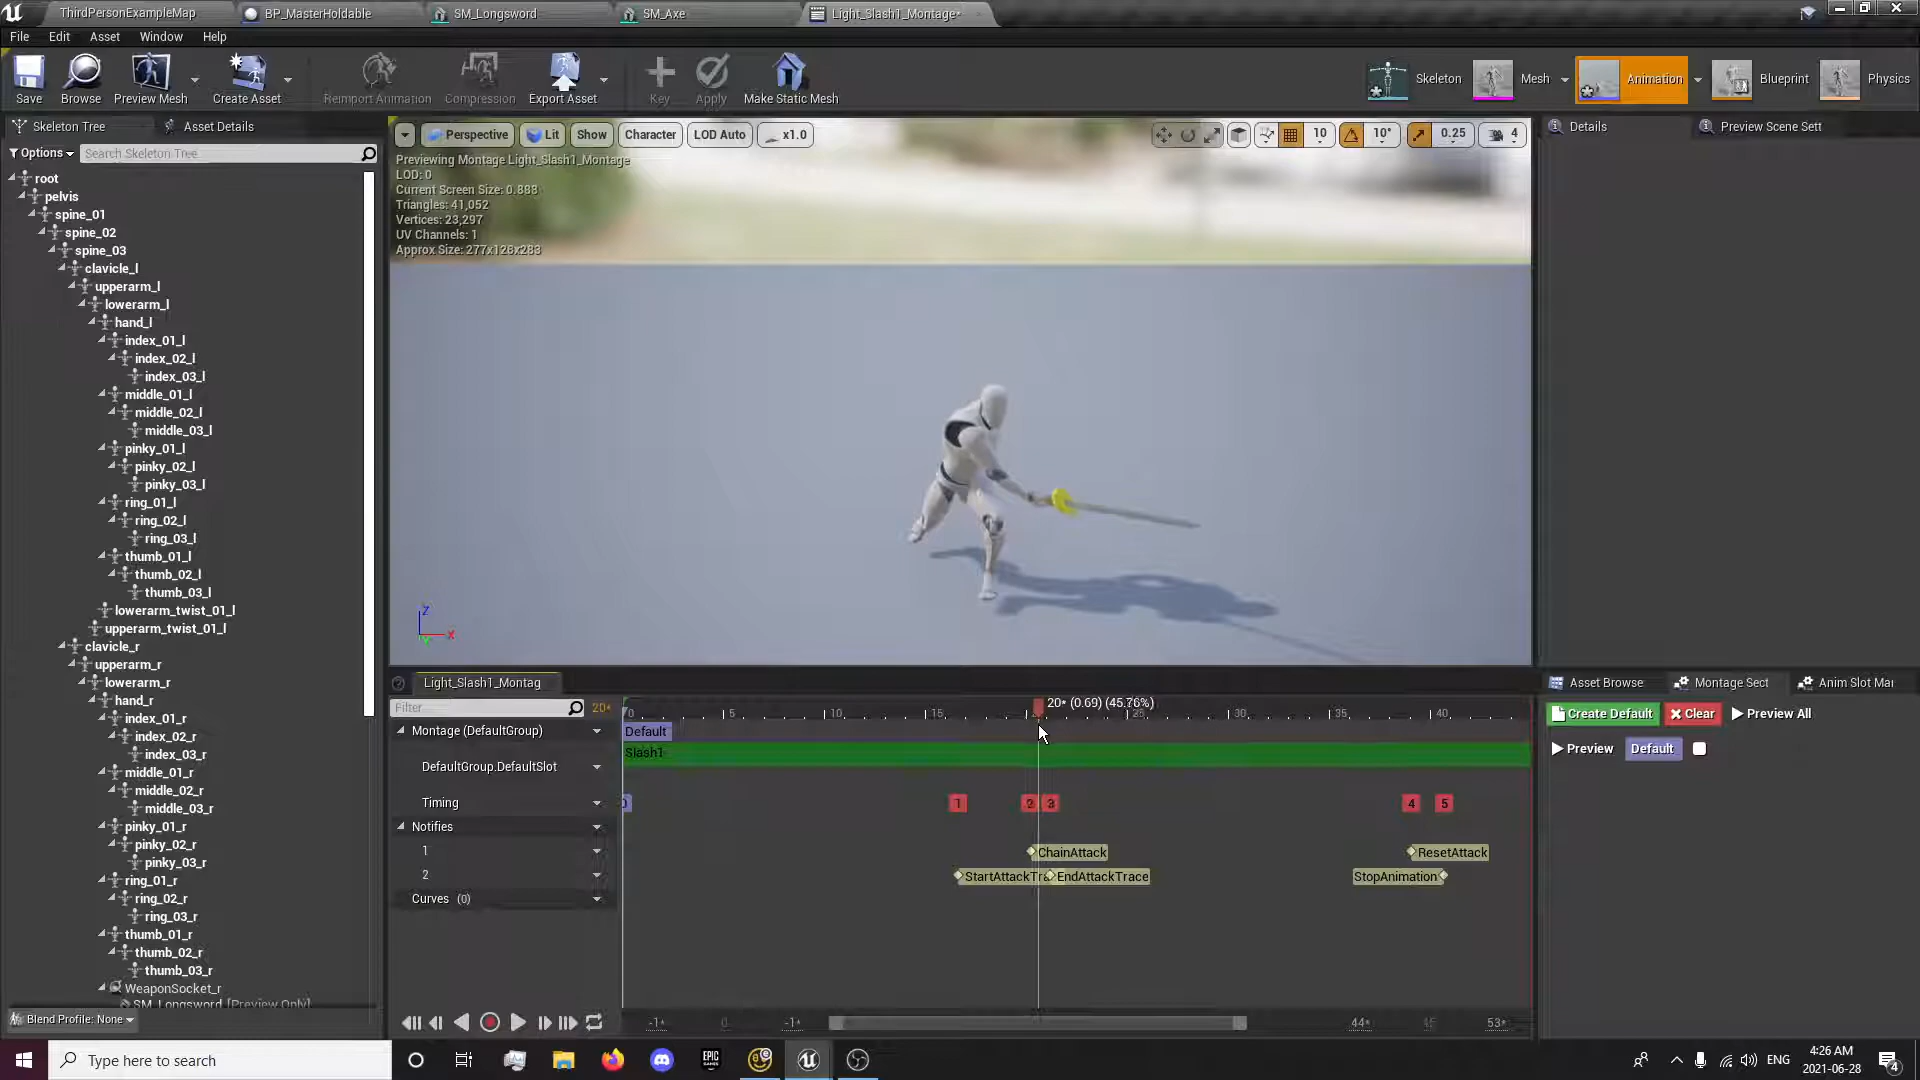 ThirdPersonExampleMap
BP_MasterHoldable
SM_Longsword
SM_Axe
Light_Slash1_Montage*
File Edit Asset Window Help
Save
Browse
Preview Mesh
Create Asset
Reimport Animation
Compression
Export Asset
Key
Apply
Make Static Mesh
Skeleton
Mesh
Animation
Blueprint
Physics
Skeleton Tree
Asset Details
Options
Search Skeleton Tree
root
pelvis
spine_01
spine_02
spine_03
clavicle_l
upperarm_l
lowerarm_l
hand_l
index_01_l
index_02_l
index_03_l
middle_01_l
middle_02_l
middle_03_l
pinky_01_l
pinky_02_l
pinky_03_l
ring_01_l
ring_02_l
ring_03_l
thumb_01_l
thumb_02_l
thumb_03_l
lowerarm_twist_01_l
upperarm_twist_01_l
clavicle_r
upperarm_r
lowerarm_r
hand_r
index_01_r
index_02_r
index_03_r
middle_01_r
middle_02_r
middle_03_r
pinky_01_r
pinky_02_r
pinky_03_r
ring_01_r
ring_02_r
ring_03_r
thumb_01_r
thumb_02_r
thumb_03_r
WeaponSocket_r
SM_Longsword [Preview Only]
Blend Profile: None
Perspective Lit Show Character LOD Auto x1.0
10 10° 0.25 4
Previewing Montage Light_Slash1_Montage
LOD: 0
Current Screen Size: 0.883
Triangles: 41,052
Vertices: 23,297
UV Channels: 1
Approx Size: 277x128x283
Z
X
Details
Preview Scene Sett
Light_Slash1_Montag
Filter
20*
20* (0.69) (45.76%)
0 5 10 15 30 35 40
Montage (DefaultGroup)
Default
Slash1
DefaultGroup.DefaultSlot
Timing
1 2 3 4 5
Notifies
1
ChainAttack
ResetAttack
2
StartAttackTra
EndAttackTrace
StopAnimation
Curves (0)
-1* -1* 44* 53*
Asset Browse
Montage Sect
Anim Slot Mar
Create Default
Clear
Preview All
Preview
Default
Type here to search
EPIC
ENG
4:26 AM
2021-06-28
4